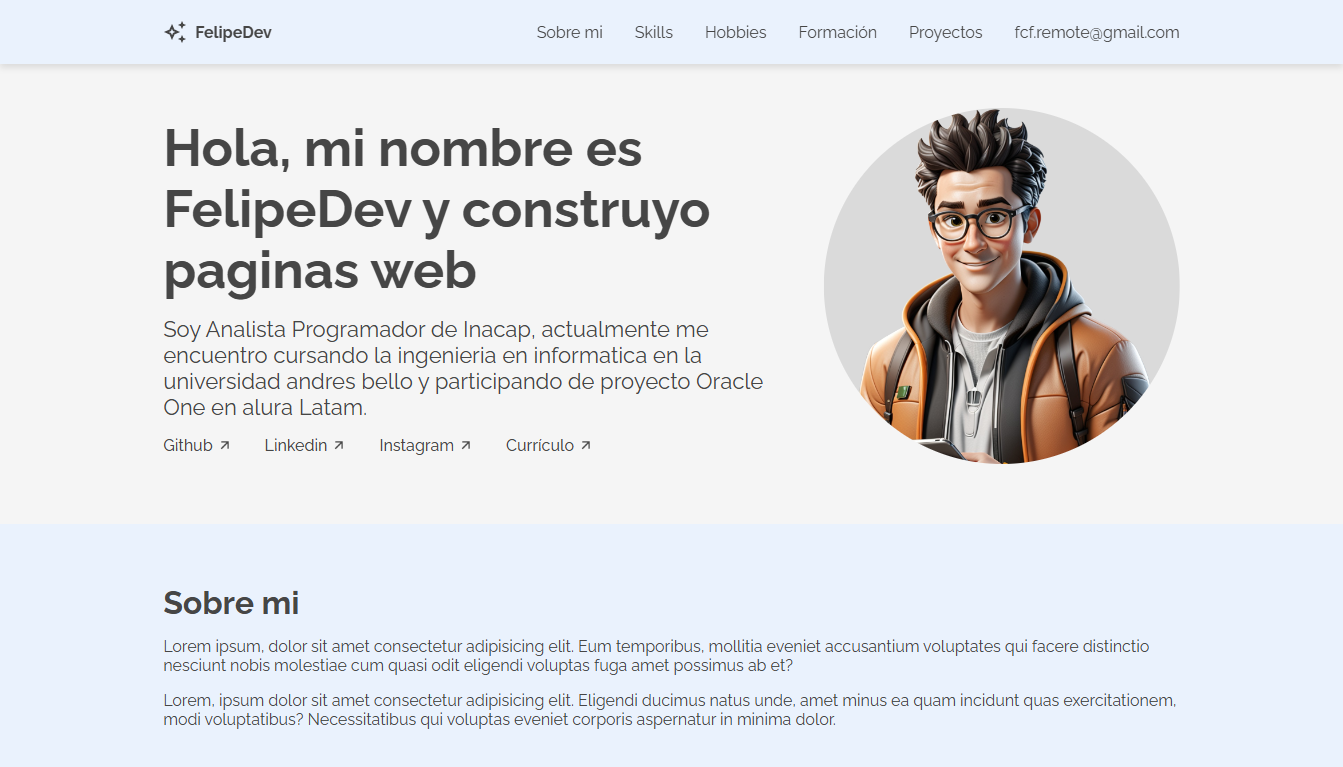 FelipeDev
Sobre mi
Skills
Hobbies
Formación
Proyectos
fcf.remote@gmail.com
Hola, mi nombre es
FelipeDev y construyo
paginas web
Soy Analista Programador de Inacap, actualmente me
encuentro cursando la ingenieria en informatica en la
universidad andres bello y participando de proyecto Oracle
One en alura Latam.
Github
Linkedin
Instagram
Currículo
Sobre mi
Lorem ipsum, dolor sit amet consectetur adipisicing elit. Eum temporibus, mollitia eveniet accusantium voluptates qui facere distinctio
nesciunt nobis molestiae cum quasi odit eligendi voluptas fuga amet possimus ab et?
Lorem, ipsum dolor sit amet consectetur adipisicing elit. Eligendi ducimus natus unde, amet minus ea quam incidunt quas exercitationem,
modi voluptatibus? Necessitatibus qui voluptas eveniet corporis aspernatur in minima dolor.